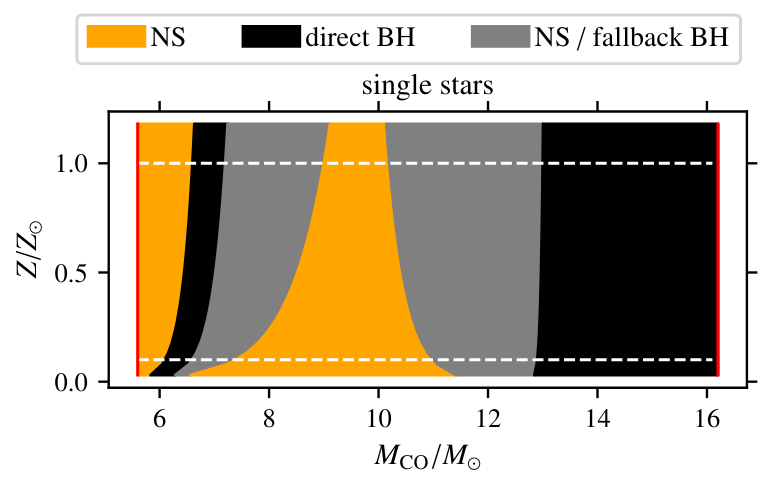 NS direct BH NS / fallback BH
single stars
1.0
0.5
0.0
Z/Z⊙
6 8 10 12 14 16
M_CO/M⊙